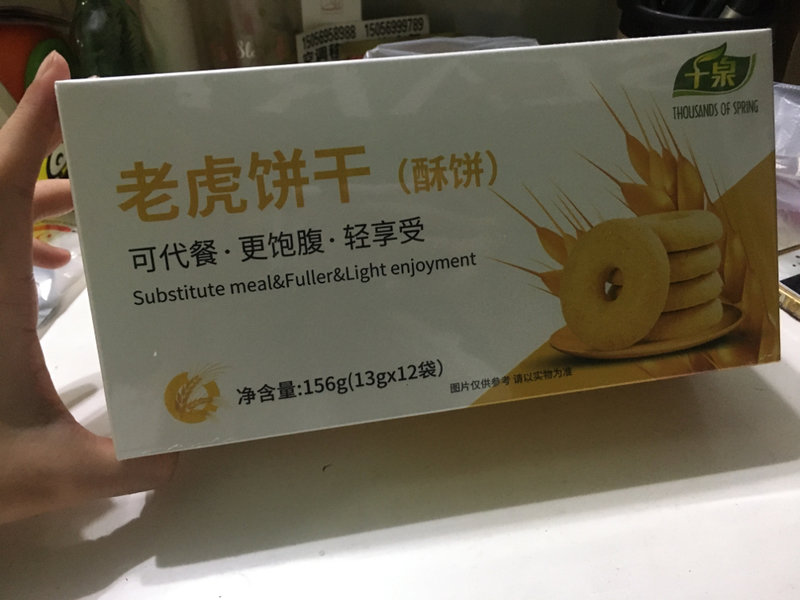 15056958988 15056999789
千泉
THOUSANDS OF SPRING
老虎饼干（酥饼）
可代餐·更饱腹·轻享受
Substitute meal&Fuller&Light enjoyment
净含量:156g(13gx12袋)
图片仅供参考 请以实物为准